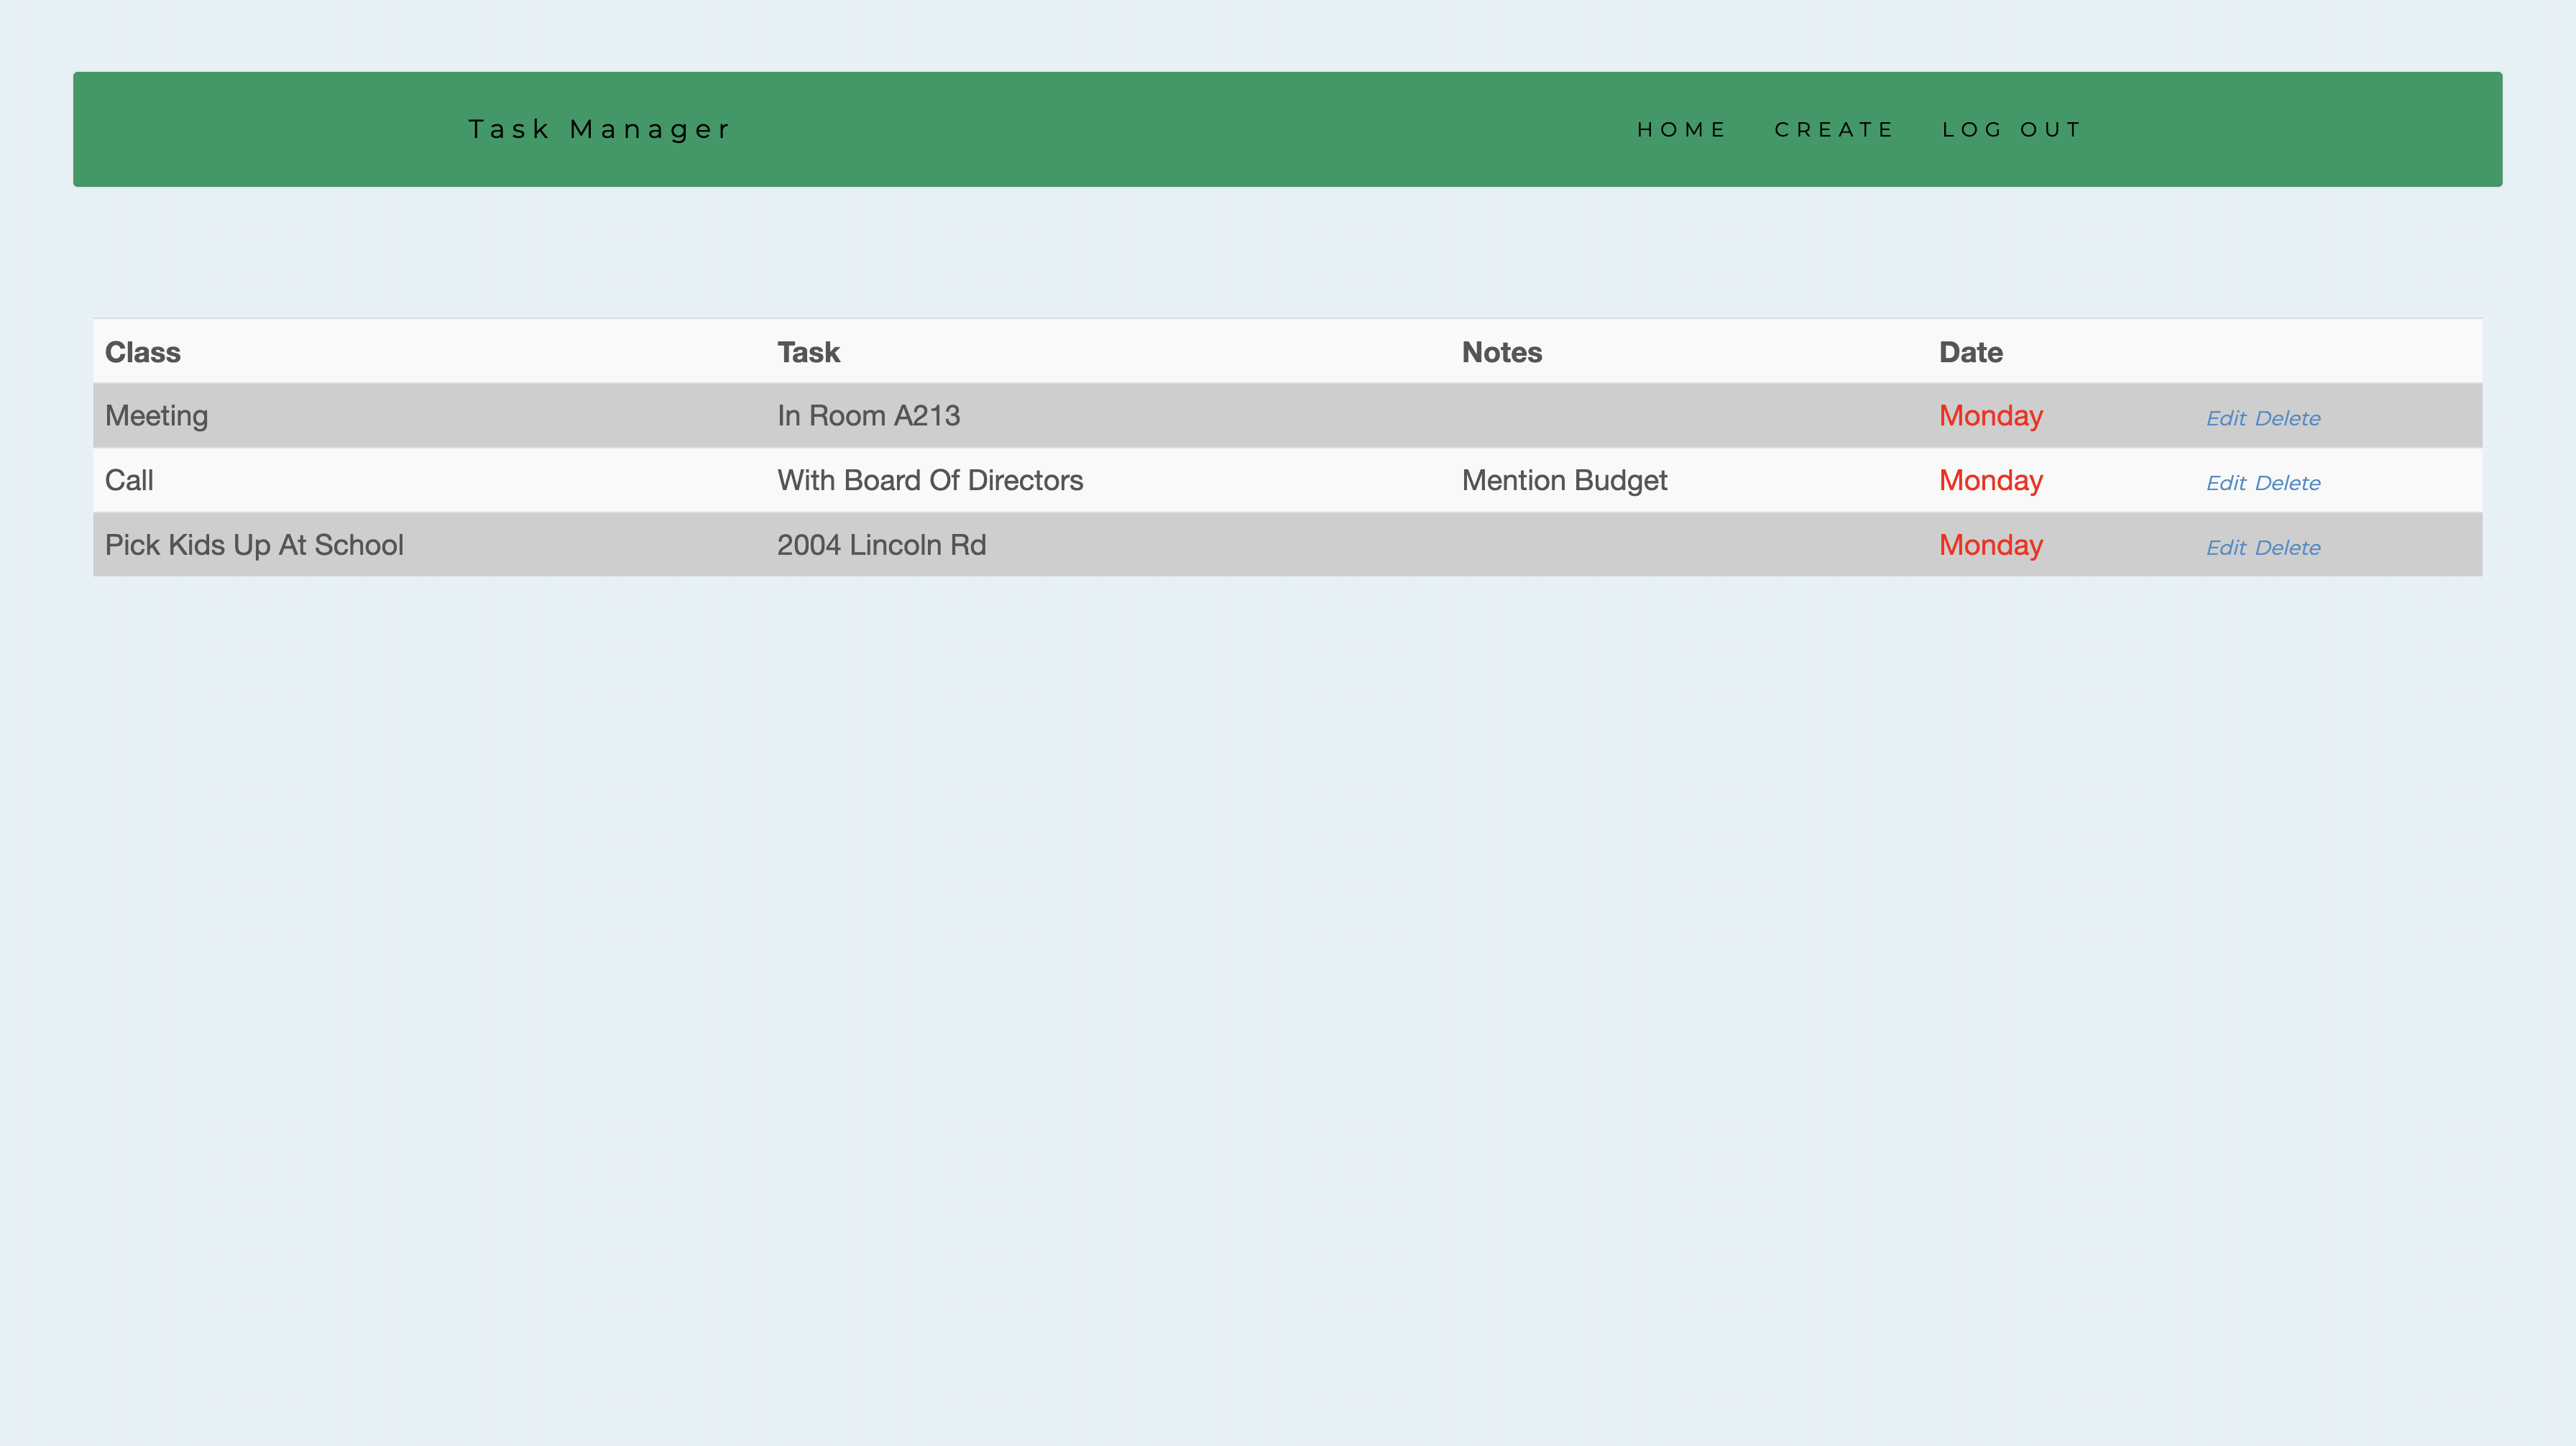 Task Manager HOME CREATE LOG OUT
Class Task Notes Date
Meeting In Room A213 Monday Edit Delete
Call With Board Of Directors Mention Budget Monday Edit Delete
Pick Kids Up At School 2004 Lincoln Rd Monday Edit Delete